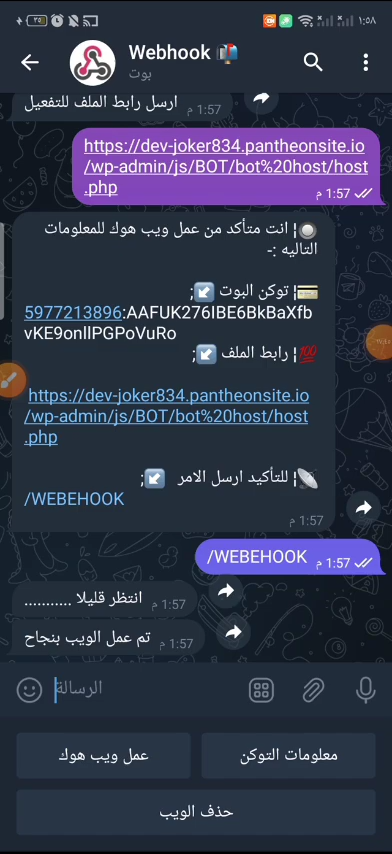 ١:٥٨
٣٥
Webhook
بوت
ارسل رابط الملف للتفعيل
1:57 م
https://dev-joker834.pantheonsite.io
/wp-admin/js/BOT/bot%20host/host
.php
1:57 م
¦ انت متأكد من عمل ويب هوك للمعلومات
التاليه :-
¦ توكن البوت ;
5977213896:AAFUK276IBE6BkBaXfb
vKE9onllPGPoVuRo
¦ رابط الملف ;
https://dev-joker834.pantheonsite.io
/wp-admin/js/BOT/bot%20host/host
.php
¦ للتأكيد ارسل الامر ;
/WEBEHOOK
1:57 م
/WEBEHOOK
1:57 م
انتظر قليلا ...........
1:57 م
تم عمل الويب بنجاح
1:57 م
الرسالة
معلومات التوكن
عمل ويب هوك
حذف الويب